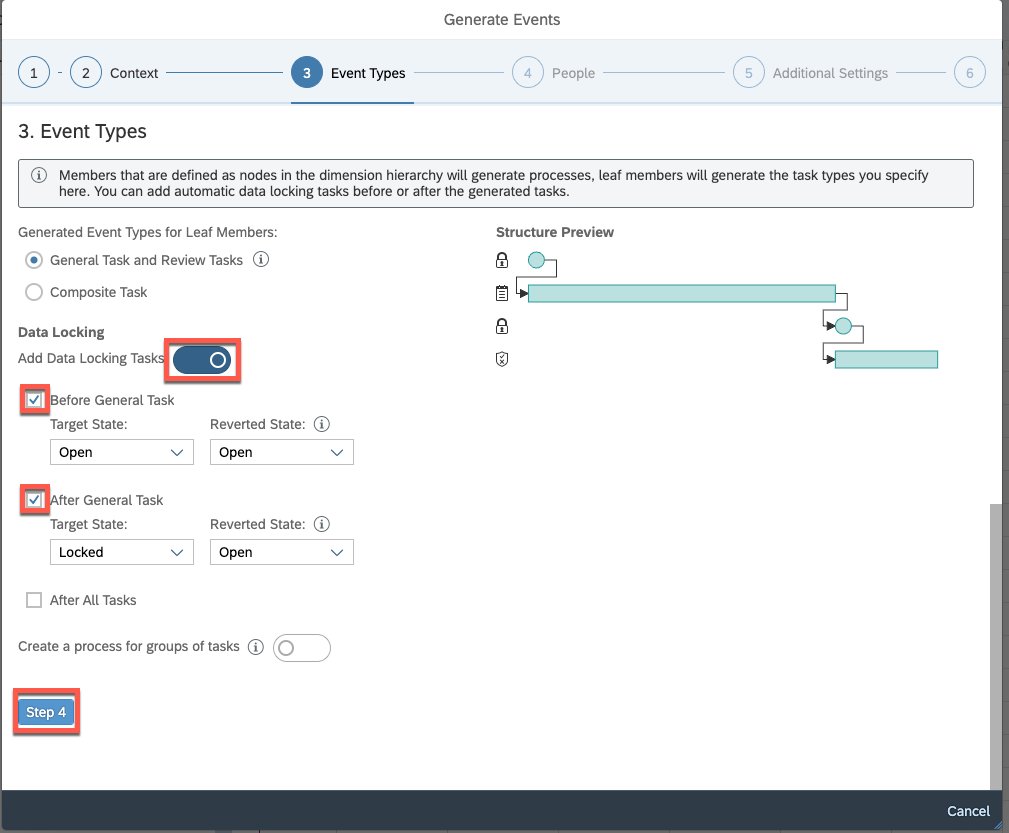 Generate Events
1 - 2 Context 3 Event Types 4 People 5 Additional Settings 6
3. Event Types
Members that are defined as nodes in the dimension hierarchy will generate processes, leaf members will generate the task types you specify
here. You can add automatic data locking tasks before or after the generated tasks.
Generated Event Types for Leaf Members:
General Task and Review Tasks
Composite Task
Structure Preview
Data Locking
Add Data Locking Tasks
Before General Task
Target State: Reverted State:
Open Open
After General Task
Target State: Reverted State:
Locked Open
After All Tasks
Create a process for groups of tasks
Step 4
Cancel